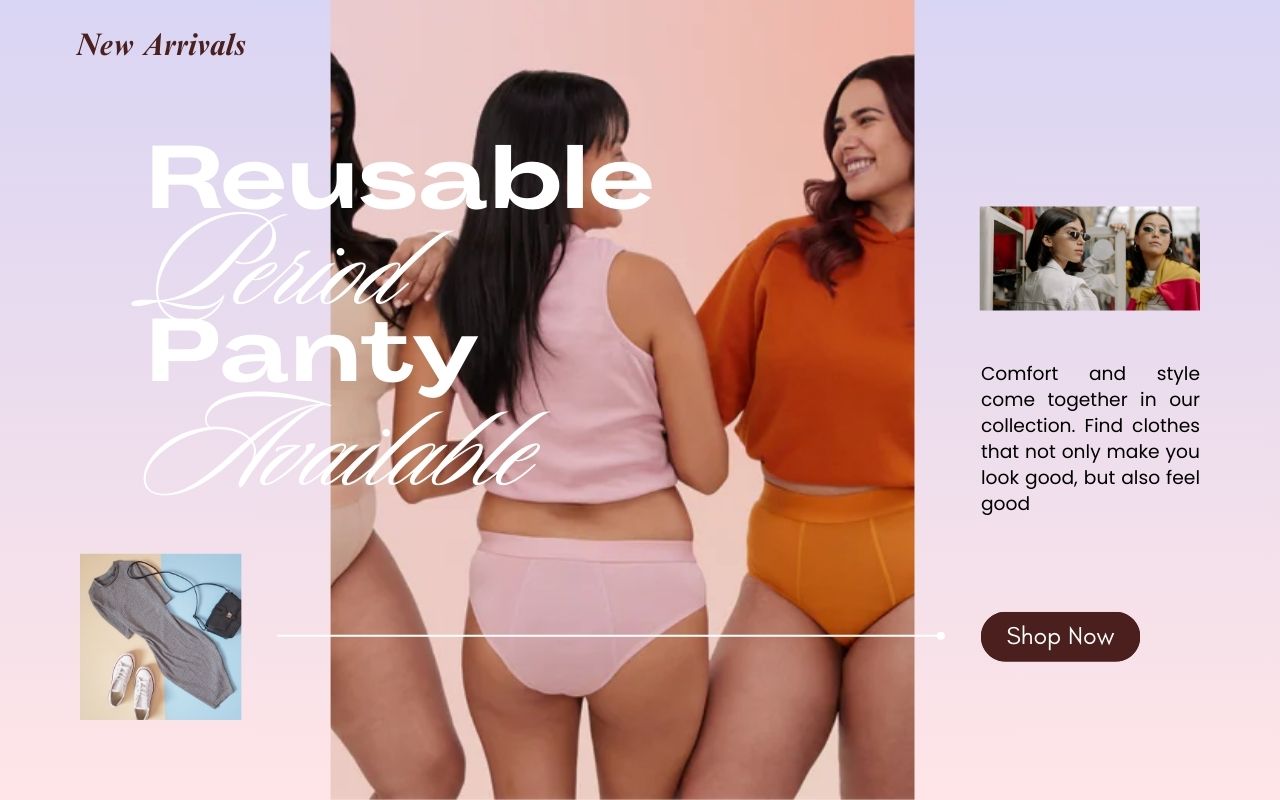 New Arrivals
Reusable
Period
Panty
Available
Comfort and style
come together in our
collection. Find clothes
that not only make you
look good, but also feel
good
Shop Now